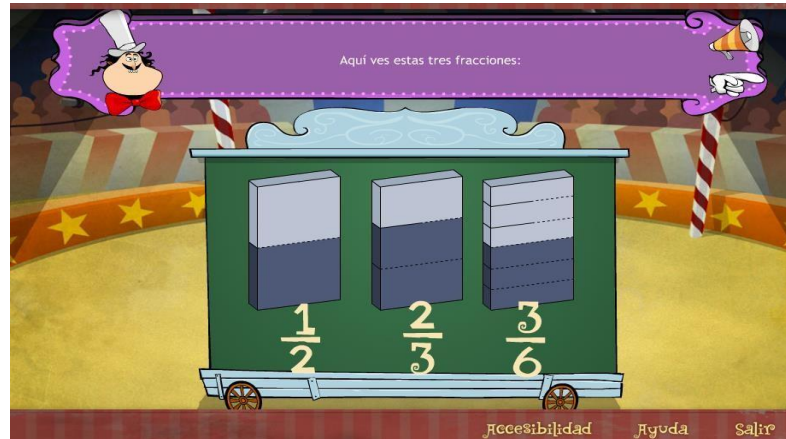 Aquí ves estas tres fracciones:
1 2 3
2 3 6
Accesibilidad Ayuda Salir